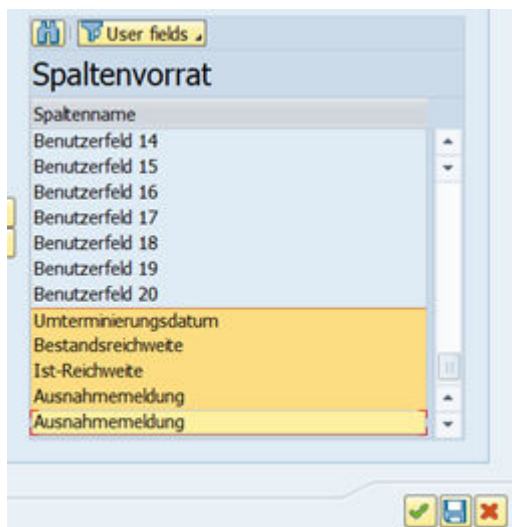 User fields
Spaltenvorrat
Spaltenname
Benutzerfeld 14
Benutzerfeld 15
Benutzerfeld 16
Benutzerfeld 17
Benutzerfeld 18
Benutzerfeld 19
Benutzerfeld 20
Umterminierungsdatum
Bestandsreichweite
Ist-Reichweite
Ausnahmemeldung
Ausnahmemeldung